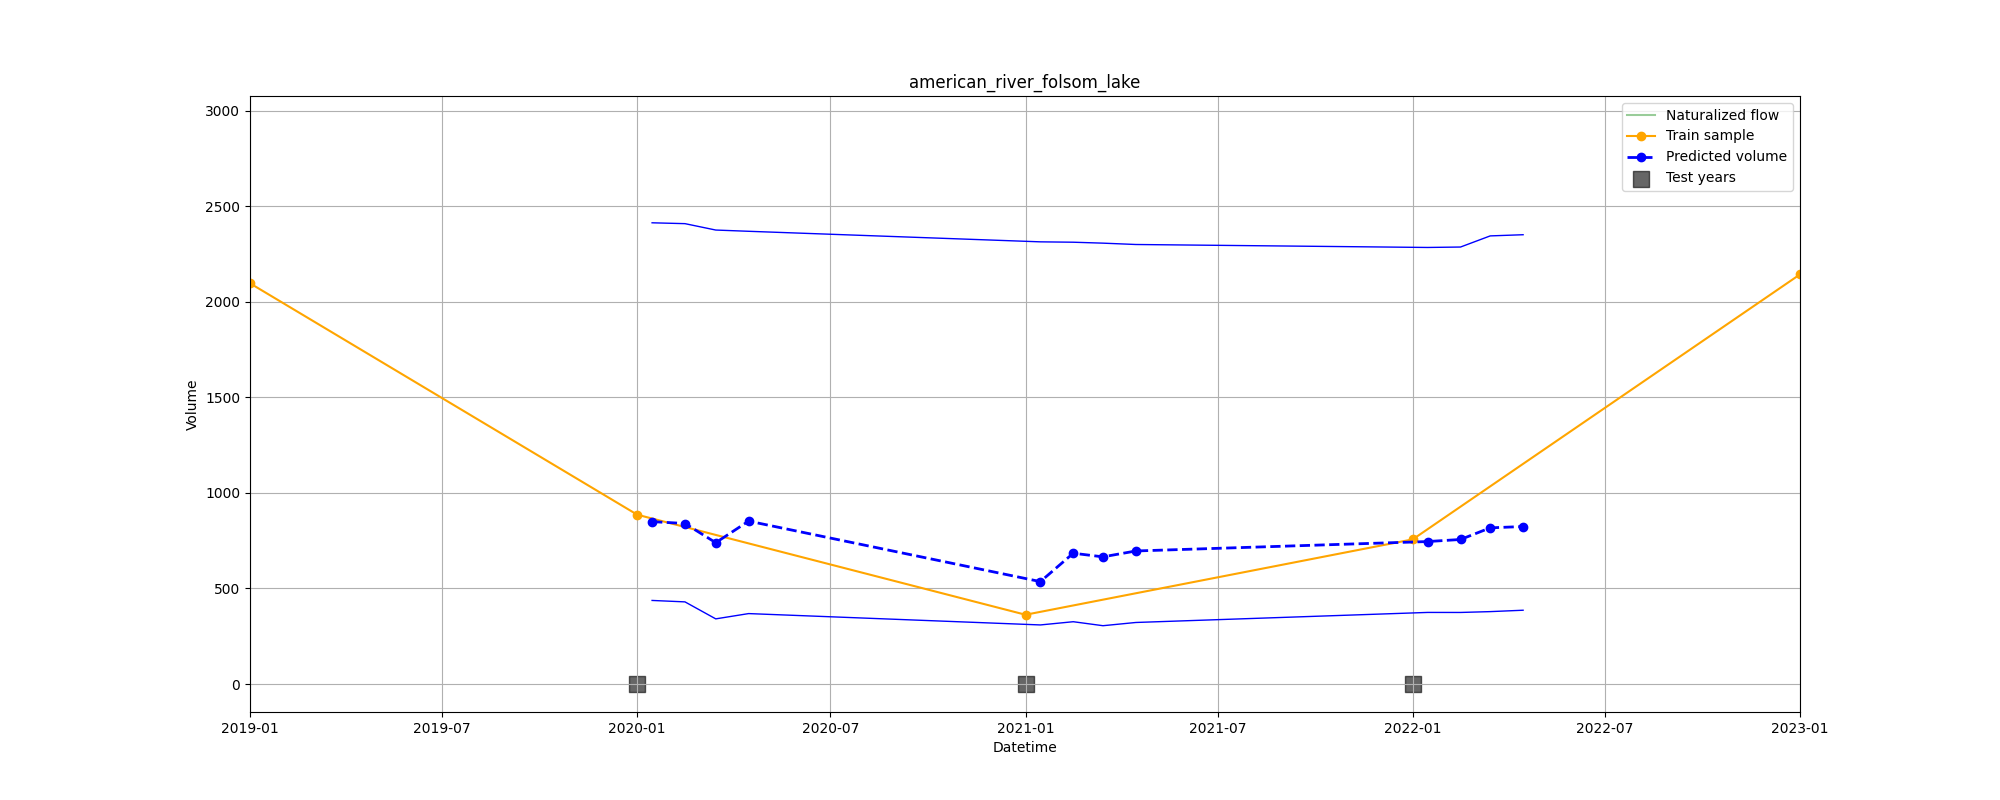 american_river_folsom_lake
3000
2500
2000
1500
1000
500
0
Volume
Naturalized flow
Train sample
Predicted volume
Test years
2019-01 2019-07 2020-01 2020-07 2021-01 2021-07 2022-01 2022-07 2023-01
Datetime